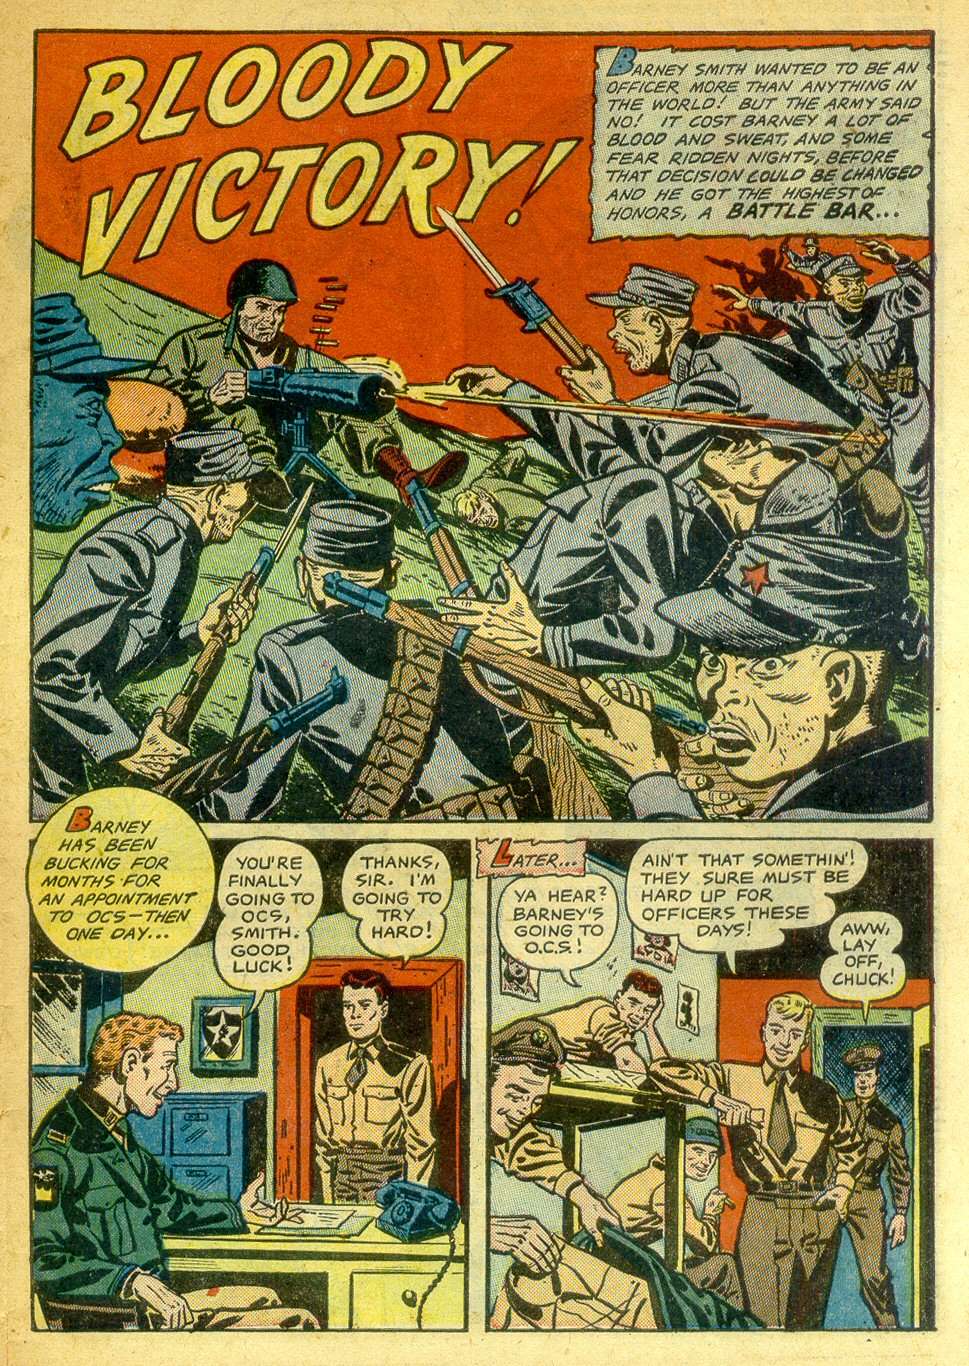 BLOODY
VICTORY!
BARNEY SMITH WANTED TO BE AN
OFFICER MORE THAN ANYTHING IN
THE WORLD! BUT THE ARMY SAID
NO! IT COST BARNEY A LOT OF
BLOOD AND SWEAT, AND SOME
FEAR RIDDEN NIGHTS, BEFORE
THAT DECISION COULD BE CHANGED
AND HE GOT THE HIGHEST OF
HONORS, A BATTLE BAR...
BARNEY
HAS BEEN
BUCKING FOR
MONTHS FOR
AN APPOINTMENT
TO OCS—THEN
ONE DAY...
YOU'RE
FINALLY
GOING TO
OCS,
SMITH.
GOOD
LUCK!
THANKS,
SIR. I'M
GOING TO
TRY
HARD!
LATER...
YA HEAR?
BARNEY'S
GOING TO
O.C.S!
AIN'T THAT SOMETHIN'!
THEY SURE MUST BE
HARD UP FOR
OFFICERS THESE
DAYS!
AWW,
LAY
OFF,
CHUCK!